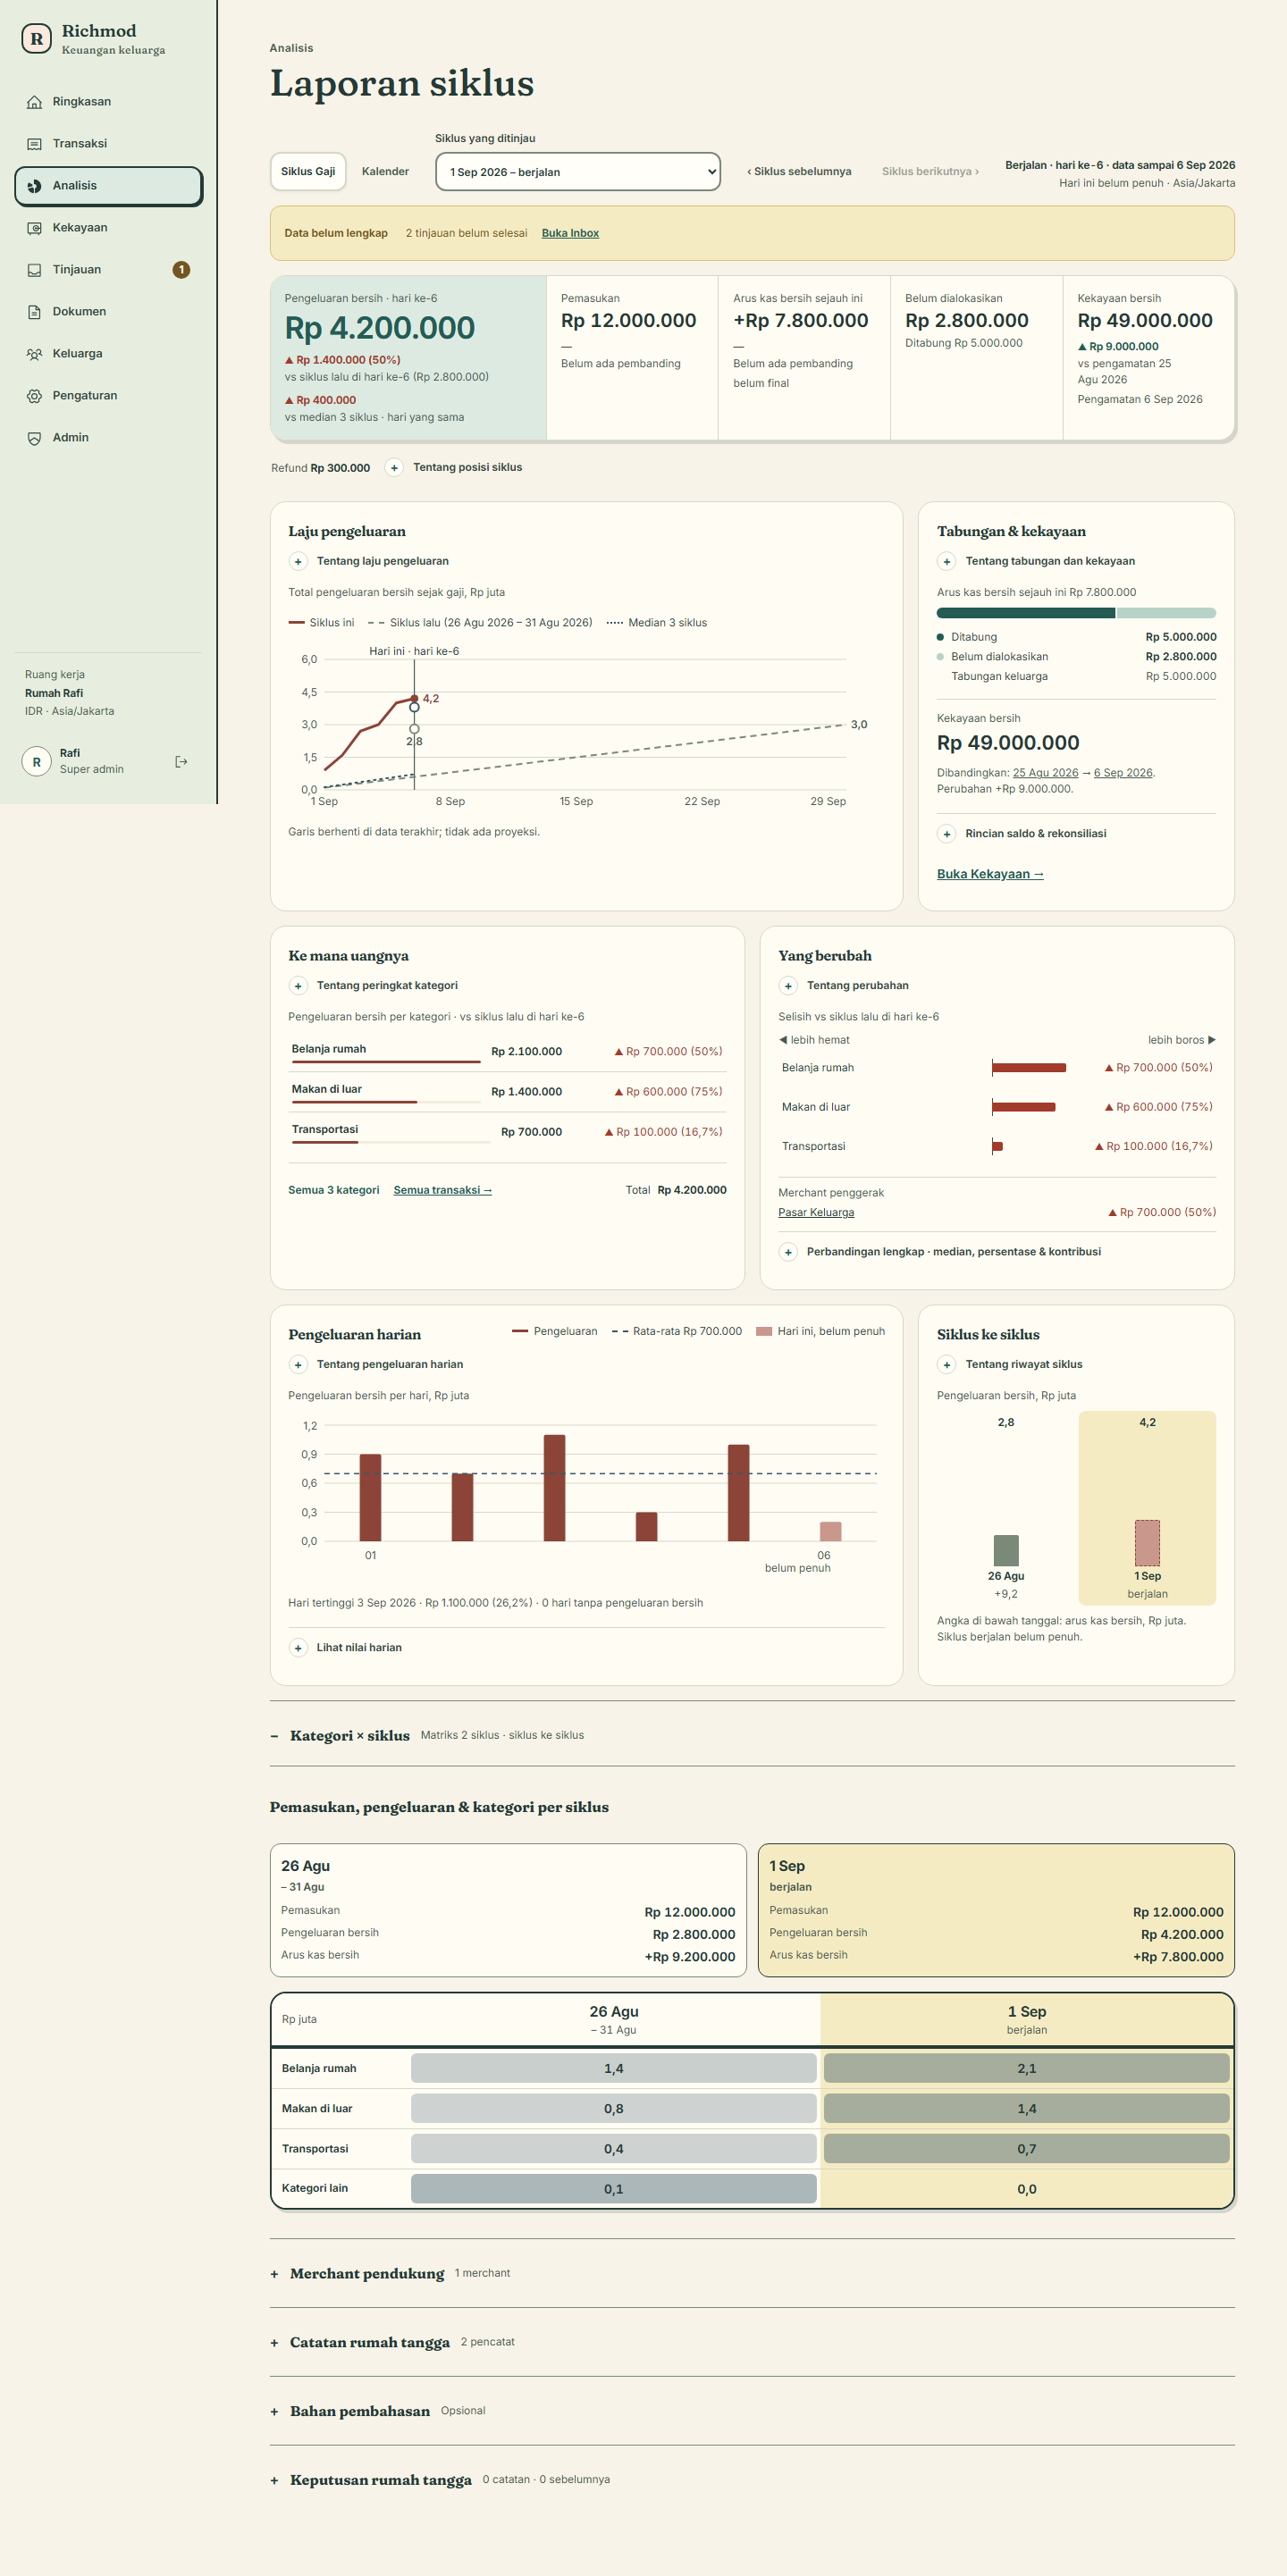 R
Richmod
Keuangan keluarga
Ringkasan
Transaksi
Analisis
Kekayaan
Tinjauan 1
Dokumen
Keluarga
Pengaturan
Admin
Ruang kerja
Rumah Rafi
IDR · Asia/Jakarta
R
Rafi
Super admin
Analisis
Laporan siklus
Siklus yang ditinjau
Siklus Gaji Kalender 1 Sep 2026 – berjalan ‹ Siklus sebelumnya Siklus berikutnya ›
Berjalan · hari ke-6 · data sampai 6 Sep 2026
Hari ini belum penuh · Asia/Jakarta
Data belum lengkap 2 tinjauan belum selesai Buka Inbox
Pengeluaran bersih · hari ke-6
Rp 4.200.000
▲ Rp 1.400.000 (50%)
vs siklus lalu di hari ke-6 (Rp 2.800.000)
▲ Rp 400.000
vs median 3 siklus · hari yang sama
Pemasukan
Rp 12.000.000
—
Belum ada pembanding
Arus kas bersih sejauh ini
+Rp 7.800.000
—
Belum ada pembanding
belum final
Belum dialokasikan
Rp 2.800.000
Ditabung Rp 5.000.000
Kekayaan bersih
Rp 49.000.000
▲ Rp 9.000.000
vs pengamatan 25
Agu 2026
Pengamatan 6 Sep 2026
Refund Rp 300.000 + Tentang posisi siklus
Laju pengeluaran
+ Tentang laju pengeluaran
Total pengeluaran bersih sejak gaji, Rp juta
Siklus ini Siklus lalu (26 Agu 2026 – 31 Agu 2026) Median 3 siklus
Hari ini · hari ke-6
6,0
4,5
3,0
1,5
0,0
4,2
2,8
3,0
1 Sep 8 Sep 15 Sep 22 Sep 29 Sep
Garis berhenti di data terakhir; tidak ada proyeksi.
Tabungan & kekayaan
+ Tentang tabungan dan kekayaan
Arus kas bersih sejauh ini Rp 7.800.000
Ditabung Rp 5.000.000
Belum dialokasikan Rp 2.800.000
Tabungan keluarga Rp 5.000.000
Kekayaan bersih
Rp 49.000.000
Dibandingkan: 25 Agu 2026 → 6 Sep 2026.
Perubahan +Rp 9.000.000.
+ Rincian saldo & rekonsiliasi
Buka Kekayaan →
Ke mana uangnya
+ Tentang peringkat kategori
Pengeluaran bersih per kategori · vs siklus lalu di hari ke-6
Belanja rumah Rp 2.100.000 ▲ Rp 700.000 (50%)
Makan di luar Rp 1.400.000 ▲ Rp 600.000 (75%)
Transportasi Rp 700.000 ▲ Rp 100.000 (16,7%)
Semua 3 kategori Semua transaksi → Total Rp 4.200.000
Yang berubah
+ Tentang perubahan
Selisih vs siklus lalu di hari ke-6
◀ lebih hemat lebih boros ▶
Belanja rumah ▲ Rp 700.000 (50%)
Makan di luar ▲ Rp 600.000 (75%)
Transportasi ▲ Rp 100.000 (16,7%)
Merchant penggerak
Pasar Keluarga ▲ Rp 700.000 (50%)
+ Perbandingan lengkap · median, persentase & kontribusi
Pengeluaran harian
Pengeluaran Rata-rata Rp 700.000 Hari ini, belum penuh
+ Tentang pengeluaran harian
Pengeluaran bersih per hari, Rp juta
1,2
0,9
0,6
0,3
0,0
01 06
belum penuh
Hari tertinggi 3 Sep 2026 · Rp 1.100.000 (26,2%) · 0 hari tanpa pengeluaran bersih
+ Lihat nilai harian
Siklus ke siklus
+ Tentang riwayat siklus
Pengeluaran bersih, Rp juta
2,8 4,2
26 Agu 1 Sep
+9,2 berjalan
Angka di bawah tanggal: arus kas bersih, Rp juta.
Siklus berjalan belum penuh.
– Kategori × siklus Matriks 2 siklus · siklus ke siklus
Pemasukan, pengeluaran & kategori per siklus
26 Agu
– 31 Agu
Pemasukan Rp 12.000.000
Pengeluaran bersih Rp 2.800.000
Arus kas bersih +Rp 9.200.000
1 Sep
berjalan
Pemasukan Rp 12.000.000
Pengeluaran bersih Rp 4.200.000
Arus kas bersih +Rp 7.800.000
Rp juta
26 Agu 1 Sep
– 31 Agu berjalan
Belanja rumah 1,4 2,1
Makan di luar 0,8 1,4
Transportasi 0,4 0,7
Kategori lain 0,1 0,0
+ Merchant pendukung 1 merchant
+ Catatan rumah tangga 2 pencatat
+ Bahan pembahasan Opsional
+ Keputusan rumah tangga 0 catatan · 0 sebelumnya